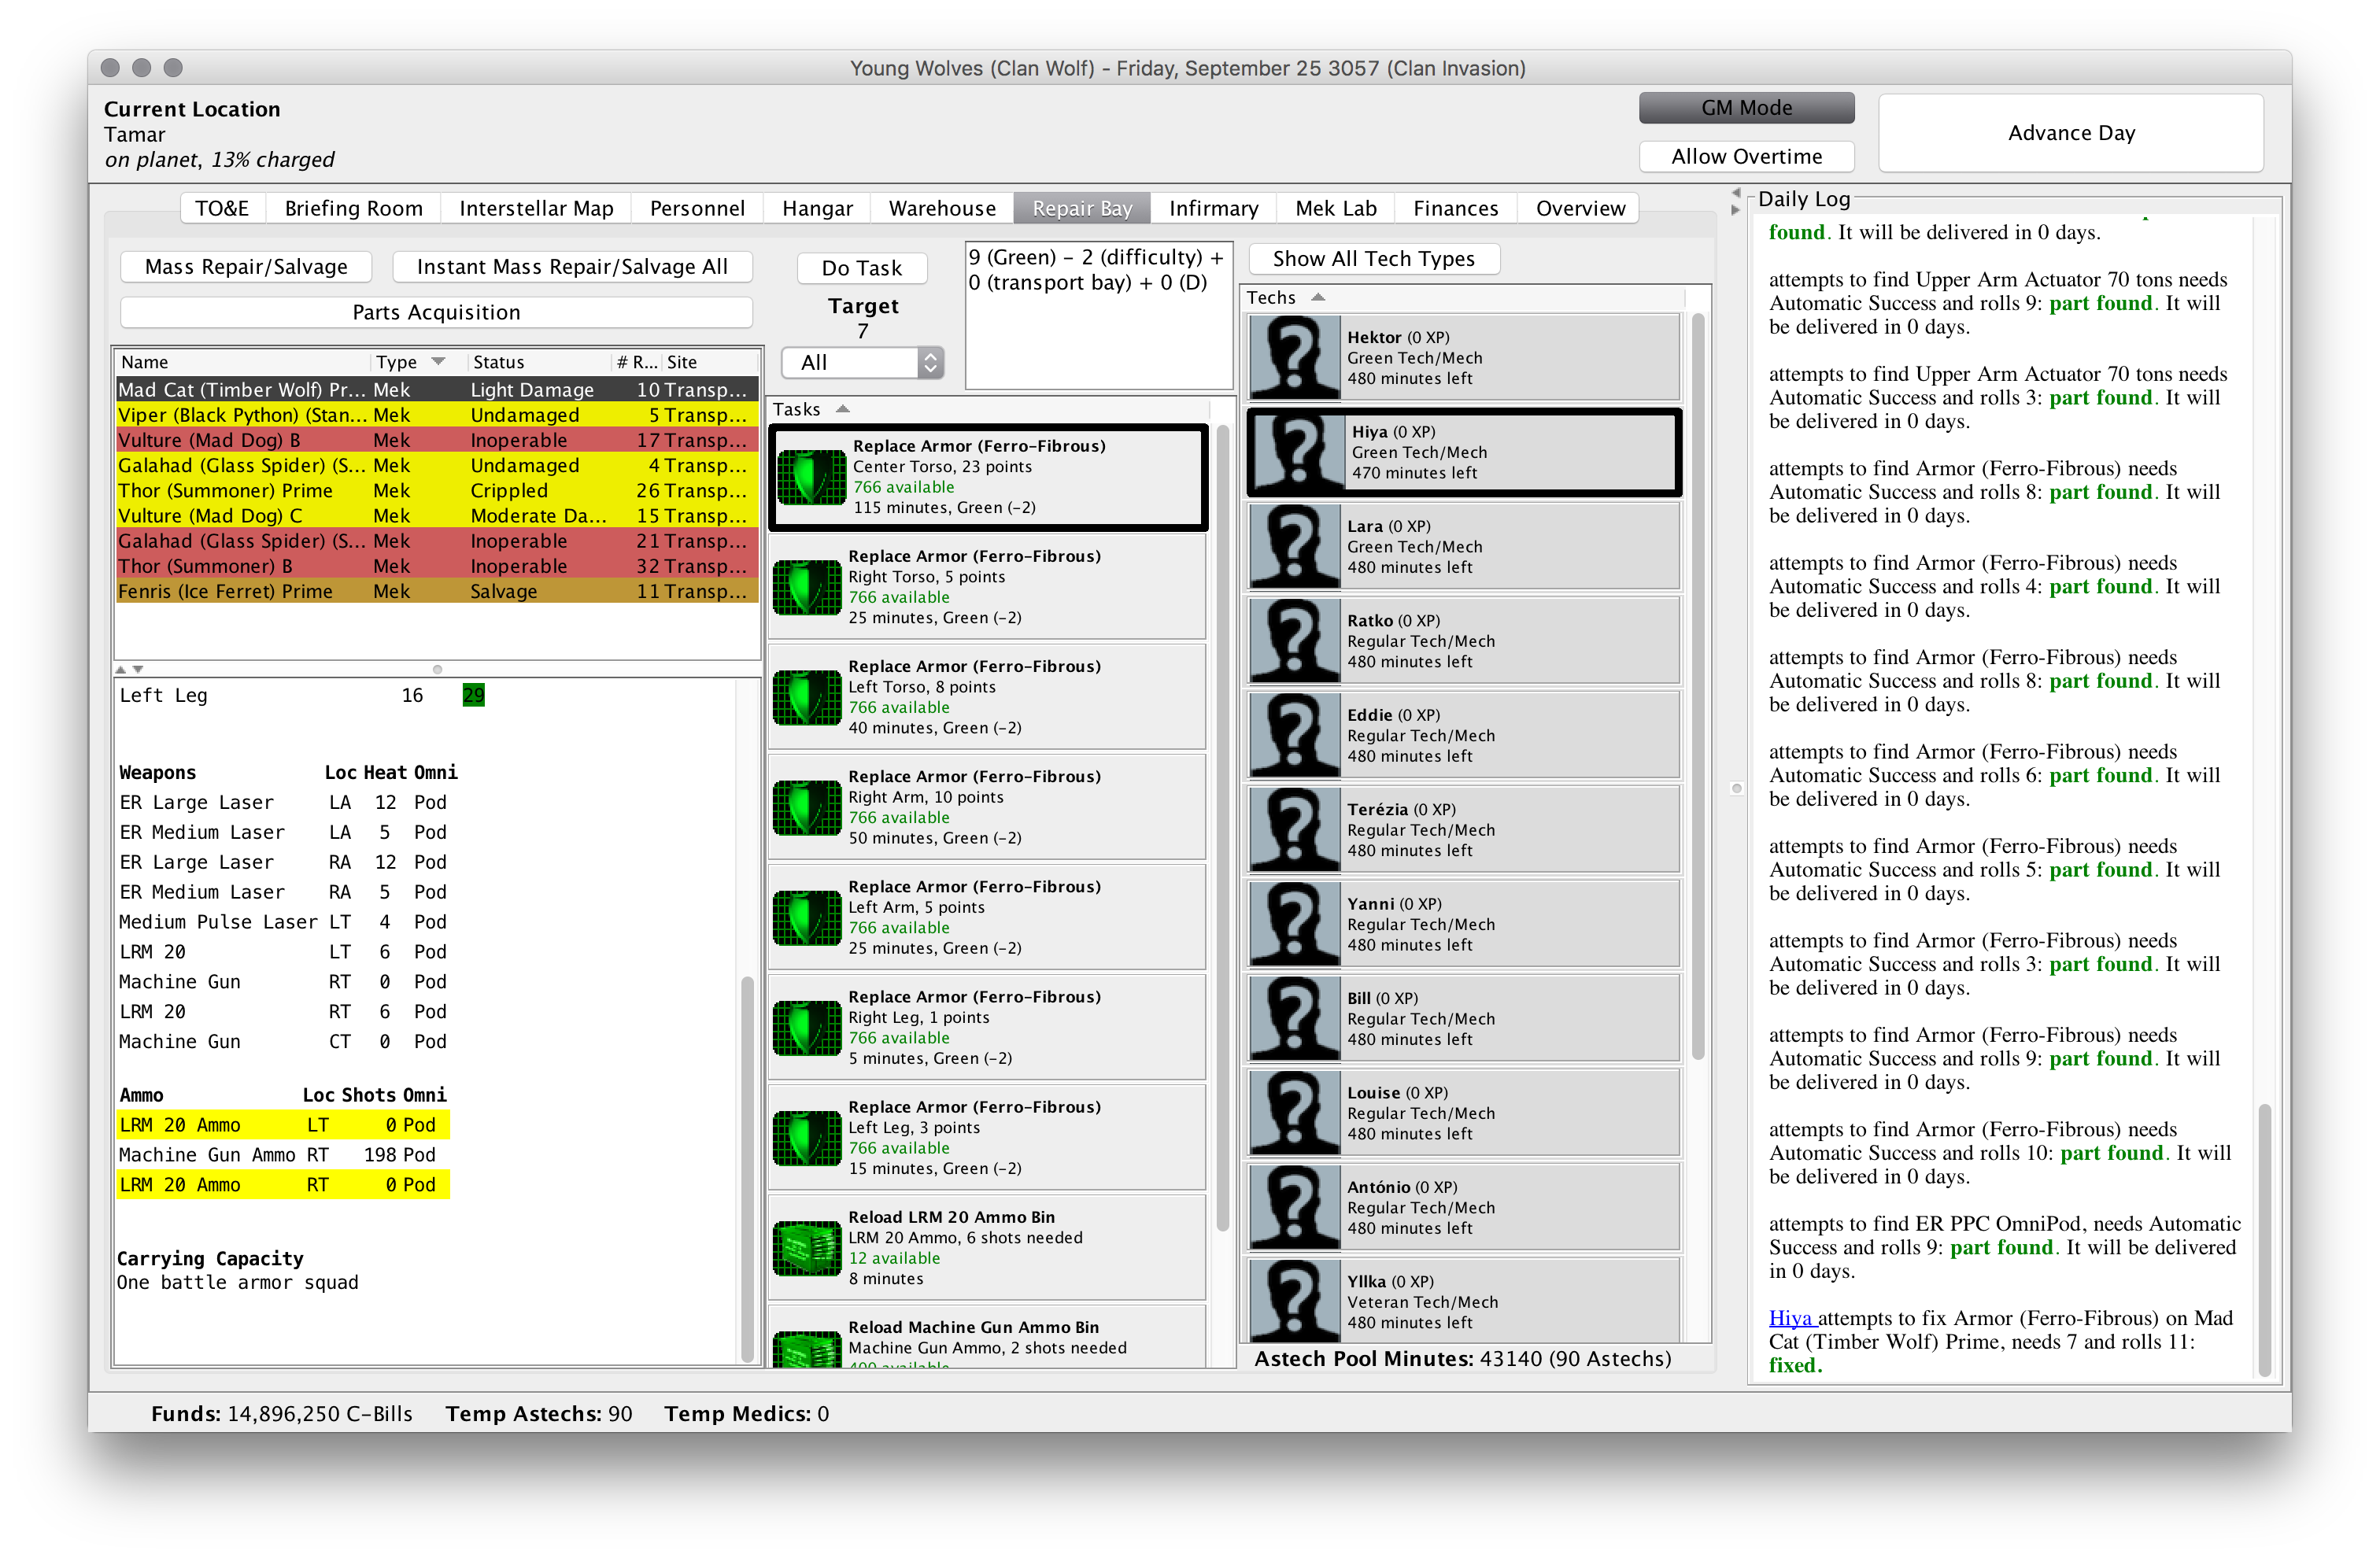 Young Wolves (Clan Wolf) - Friday, September 25 3057 (Clan Invasion)
Current Location
Tamar
on planet, 13% charged
GM Mode
Allow Overtime
Advance Day
TO&E Briefing Room Interstellar Map Personnel Hangar Warehouse Repair Bay Infirmary Mek Lab Finances Overview
Mass Repair/Salvage Instant Mass Repair/Salvage All
Parts Acquisition
Name Type Status # R... Site
Mad Cat (Timber Wolf) Pr... Mek Light Damage 10 Transp...
Viper (Black Python) (Stan... Mek Undamaged 5 Transp...
Vulture (Mad Dog) B Mek Inoperable 17 Transp...
Galahad (Glass Spider) (S... Mek Undamaged 4 Transp...
Thor (Summoner) Prime Mek Crippled 26 Transp...
Vulture (Mad Dog) C Mek Moderate Da... 15 Transp...
Galahad (Glass Spider) (S... Mek Inoperable 21 Transp...
Thor (Summoner) B Mek Inoperable 32 Transp...
Fenris (Ice Ferret) Prime Mek Salvage 11 Transp...
Left Leg 16 29
Weapons Loc Heat Omni
ER Large Laser LA 12 Pod
ER Medium Laser LA 5 Pod
ER Large Laser RA 12 Pod
ER Medium Laser RA 5 Pod
Medium Pulse Laser LT 4 Pod
LRM 20 LT 6 Pod
Machine Gun RT 0 Pod
LRM 20 RT 6 Pod
Machine Gun CT 0 Pod
Ammo Loc Shots Omni
LRM 20 Ammo LT 0 Pod
Machine Gun Ammo RT 198 Pod
LRM 20 Ammo RT 0 Pod
Carrying Capacity
One battle armor squad
Do Task
Target
7
All
9 (Green) - 2 (difficulty) +
0 (transport bay) + 0 (D)
Tasks
Replace Armor (Ferro-Fibrous)
Center Torso, 23 points
766 available
115 minutes, Green (-2)
Replace Armor (Ferro-Fibrous)
Right Torso, 5 points
766 available
25 minutes, Green (-2)
Replace Armor (Ferro-Fibrous)
Left Torso, 8 points
766 available
40 minutes, Green (-2)
Replace Armor (Ferro-Fibrous)
Right Arm, 10 points
766 available
50 minutes, Green (-2)
Replace Armor (Ferro-Fibrous)
Left Arm, 5 points
766 available
25 minutes, Green (-2)
Replace Armor (Ferro-Fibrous)
Right Leg, 1 points
766 available
5 minutes, Green (-2)
Replace Armor (Ferro-Fibrous)
Left Leg, 3 points
766 available
15 minutes, Green (-2)
Reload LRM 20 Ammo Bin
LRM 20 Ammo, 6 shots needed
12 available
8 minutes
Reload Machine Gun Ammo Bin
Machine Gun Ammo, 2 shots needed
400 available
Show All Tech Types
Techs
Hektor (0 XP)
Green Tech/Mech
480 minutes left
Hiya (0 XP)
Green Tech/Mech
470 minutes left
Lara (0 XP)
Green Tech/Mech
480 minutes left
Ratko (0 XP)
Regular Tech/Mech
480 minutes left
Eddie (0 XP)
Regular Tech/Mech
480 minutes left
Terézia (0 XP)
Regular Tech/Mech
480 minutes left
Yanni (0 XP)
Regular Tech/Mech
480 minutes left
Bill (0 XP)
Regular Tech/Mech
480 minutes left
Louise (0 XP)
Regular Tech/Mech
480 minutes left
António (0 XP)
Regular Tech/Mech
480 minutes left
Yllka (0 XP)
Veteran Tech/Mech
480 minutes left
Astech Pool Minutes: 43140 (90 Astechs)
Daily Log
found. It will be delivered in 0 days.
attempts to find Upper Arm Actuator 70 tons needs
Automatic Success and rolls 9: part found. It will
be delivered in 0 days.
attempts to find Upper Arm Actuator 70 tons needs
Automatic Success and rolls 3: part found. It will
be delivered in 0 days.
attempts to find Armor (Ferro-Fibrous) needs
Automatic Success and rolls 8: part found. It will
be delivered in 0 days.
attempts to find Armor (Ferro-Fibrous) needs
Automatic Success and rolls 4: part found. It will
be delivered in 0 days.
attempts to find Armor (Ferro-Fibrous) needs
Automatic Success and rolls 8: part found. It will
be delivered in 0 days.
attempts to find Armor (Ferro-Fibrous) needs
Automatic Success and rolls 6: part found. It will
be delivered in 0 days.
attempts to find Armor (Ferro-Fibrous) needs
Automatic Success and rolls 5: part found. It will
be delivered in 0 days.
attempts to find Armor (Ferro-Fibrous) needs
Automatic Success and rolls 3: part found. It will
be delivered in 0 days.
attempts to find Armor (Ferro-Fibrous) needs
Automatic Success and rolls 9: part found. It will
be delivered in 0 days.
attempts to find Armor (Ferro-Fibrous) needs
Automatic Success and rolls 10: part found. It will
be delivered in 0 days.
attempts to find ER PPC OmniPod, needs Automatic
Success and rolls 9: part found. It will be delivered
in 0 days.
Hiya attempts to fix Armor (Ferro-Fibrous) on Mad
Cat (Timber Wolf) Prime, needs 7 and rolls 11:
fixed.
Funds: 14,896,250 C-Bills Temp Astechs: 90 Temp Medics: 0